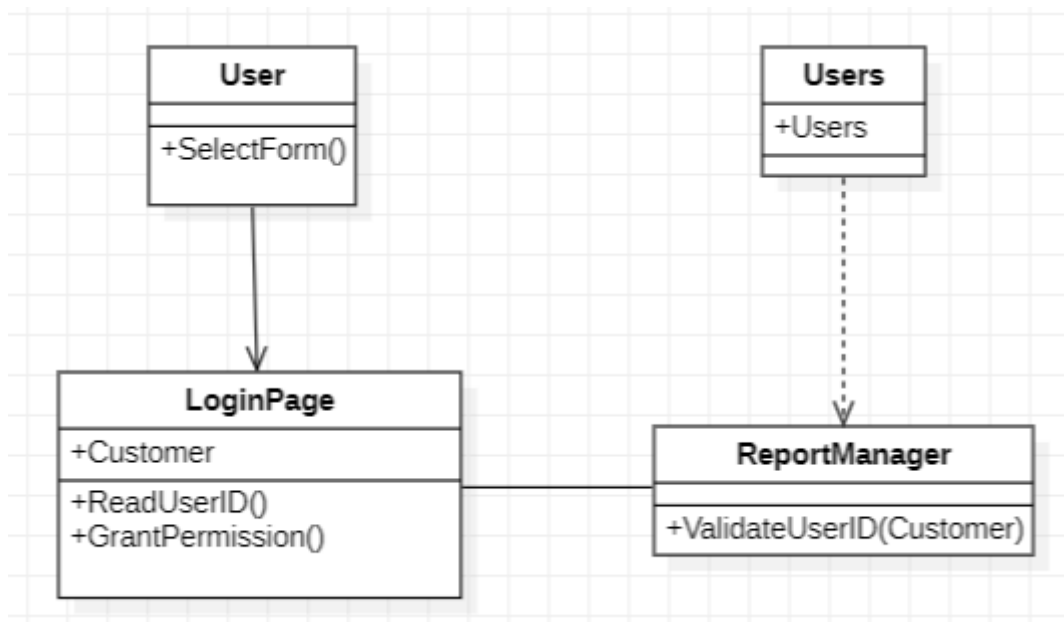 User
+SelectForm()
Users
+Users
LoginPage
+Customer
+ReadUserID()
+GrantPermission()
ReportManager
+ValidateUserID(Customer)